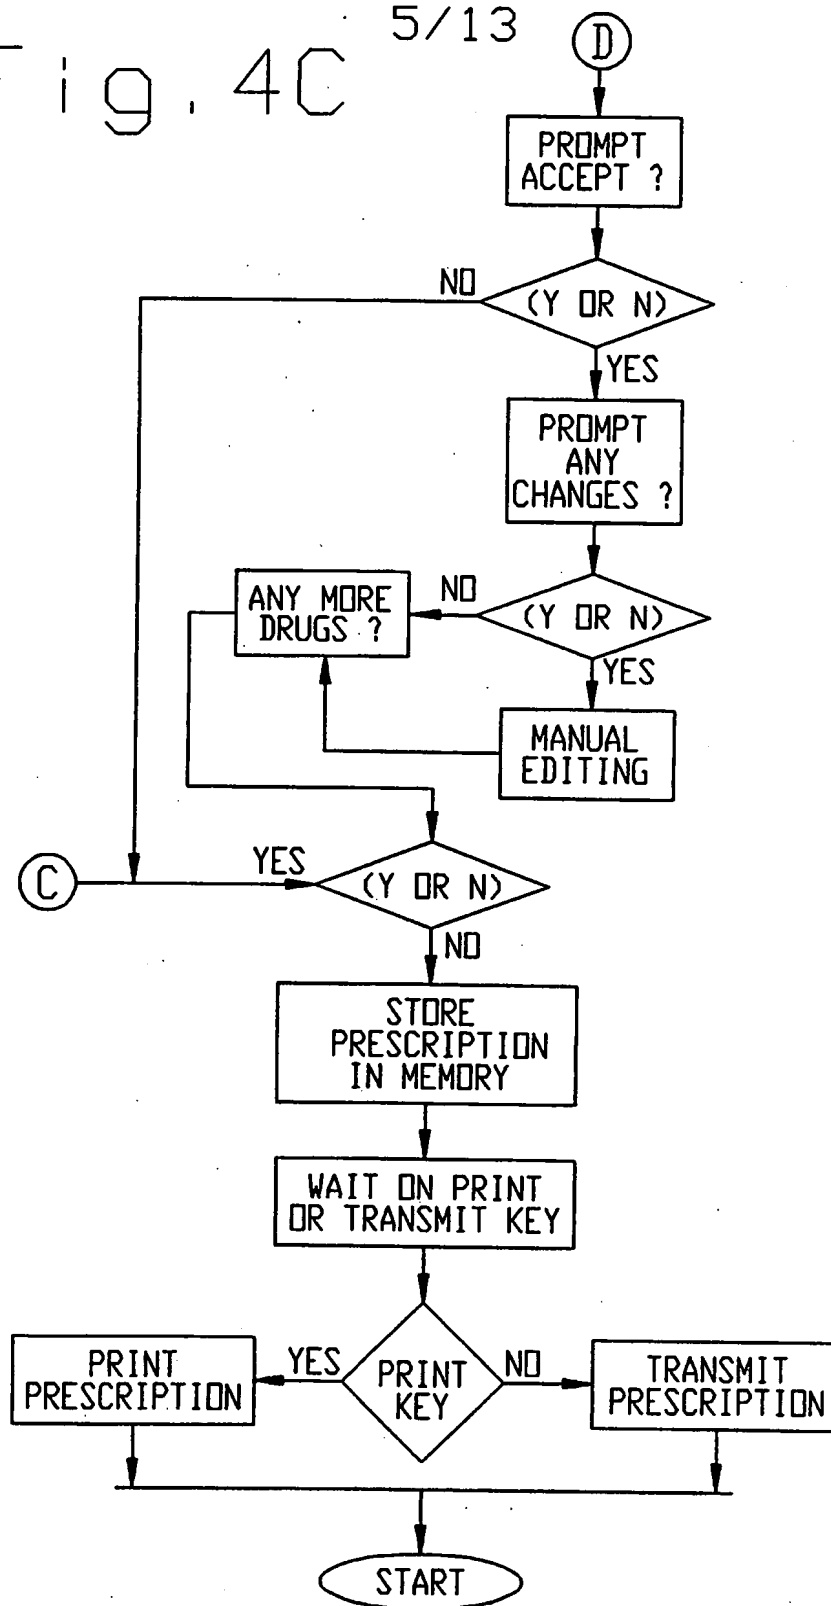 5/13
Fig. 4C
D
PROMPT
ACCEPT ?
NO
(Y OR N)
YES
PROMPT
ANY
CHANGES ?
ANY MORE
DRUGS ?
NO
(Y OR N)
YES
MANUAL
EDITING
C
YES
(Y OR N)
NO
STORE
PRESCRIPTION
IN MEMORY
WAIT ON PRINT
OR TRANSMIT KEY
PRINT
PRESCRIPTION
YES
PRINT
KEY
NO
TRANSMIT
PRESCRIPTION
START